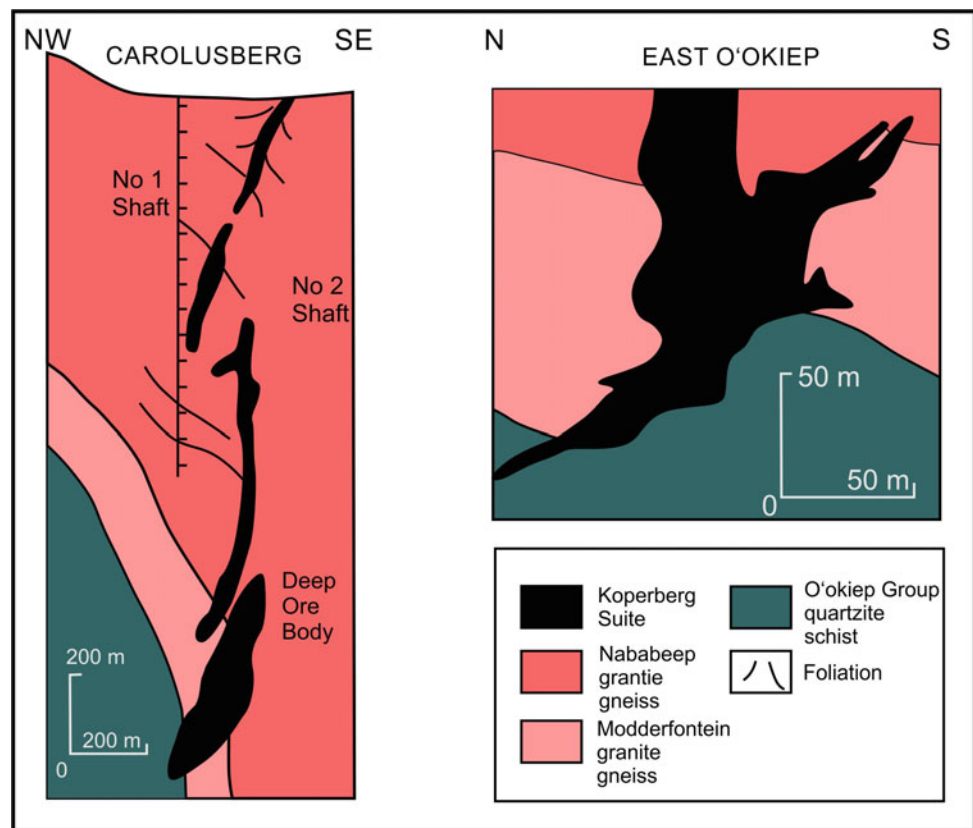 NW
CAROLUSBERG
SE
No 1
Shaft
No 2
Shaft
Deep
Ore
Body
200 m
200 m
0
N
EAST O‘OKIEP
S
50 m
50 m
0
Koperberg
Suite
Nababeep
grantie
gneiss
Modderfontein
granite
gneiss
O‘okiep Group
quartzite
schist
Foliation